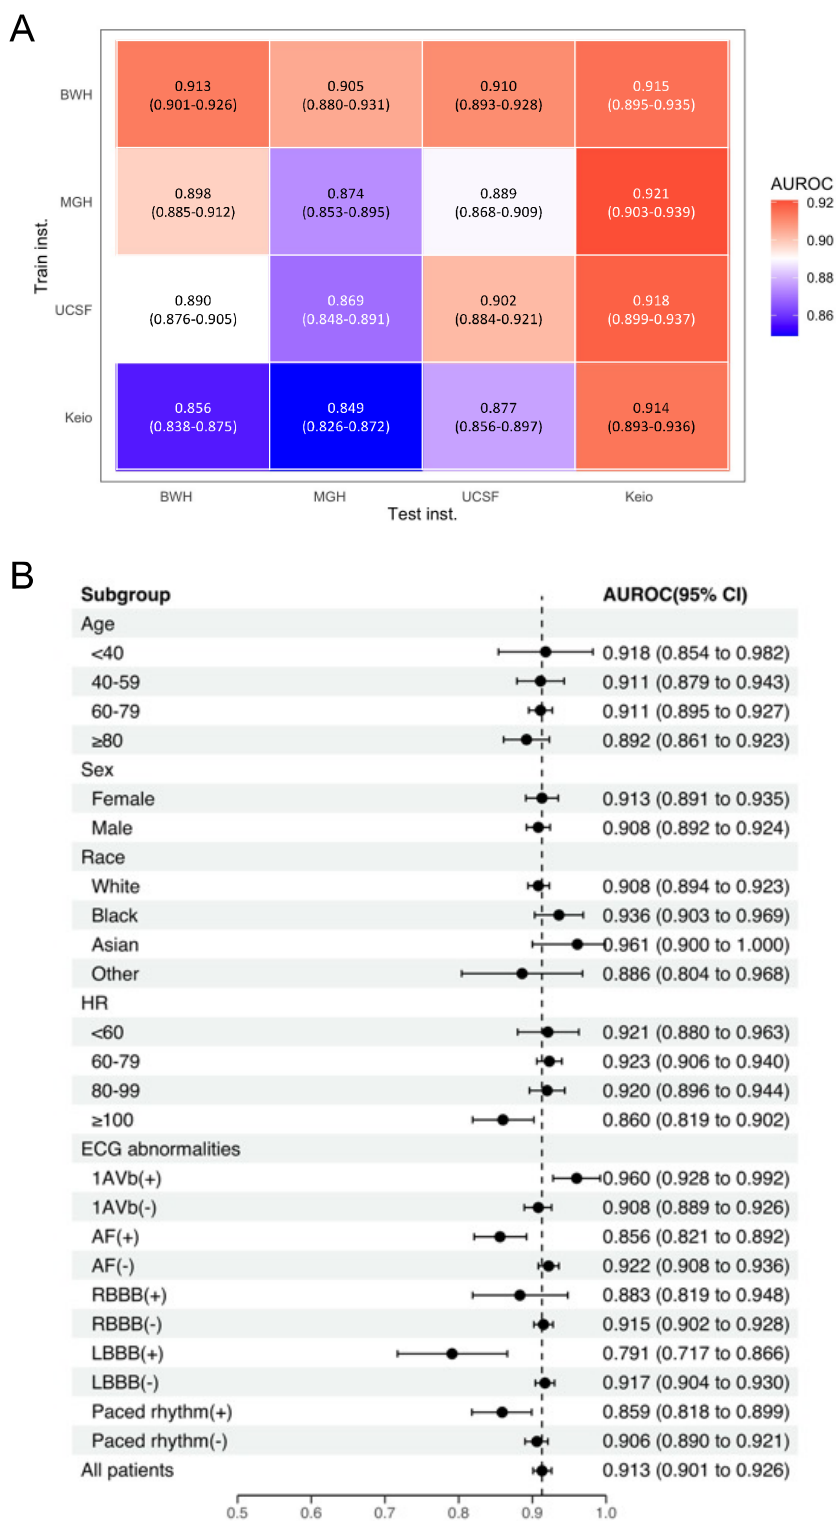 A
BWH
0.913
(0.901-0.926)
0.905
(0.880-0.931)
0.910
(0.893-0.928)
0.915
(0.895-0.935)
MGH
0.898
(0.885-0.912)
0.874
(0.853-0.895)
0.889
(0.868-0.909)
0.921
(0.903-0.939)
UCSF
0.890
(0.876-0.905)
0.869
(0.848-0.891)
0.902
(0.884-0.921)
0.918
(0.899-0.937)
Keio
0.856
(0.838-0.875)
0.849
(0.826-0.872)
0.877
(0.856-0.897)
0.914
(0.893-0.936)
Train inst.
BWH MGH UCSF Keio
Test inst.
AUROC
0.92
0.90
0.88
0.86
B
Subgroup AUROC(95% CI)
Age
<40 0.918 (0.854 to 0.982)
40-59 0.911 (0.879 to 0.943)
60-79 0.911 (0.895 to 0.927)
≥80 0.892 (0.861 to 0.923)
Sex
Female 0.913 (0.891 to 0.935)
Male 0.908 (0.892 to 0.924)
Race
White 0.908 (0.894 to 0.923)
Black 0.936 (0.903 to 0.969)
Asian 0.961 (0.900 to 1.000)
Other 0.886 (0.804 to 0.968)
HR
<60 0.921 (0.880 to 0.963)
60-79 0.923 (0.906 to 0.940)
80-99 0.920 (0.896 to 0.944)
≥100 0.860 (0.819 to 0.902)
ECG abnormalities
1AVb(+) 0.960 (0.928 to 0.992)
1AVb(-) 0.908 (0.889 to 0.926)
AF(+) 0.856 (0.821 to 0.892)
AF(-) 0.922 (0.908 to 0.936)
RBBB(+) 0.883 (0.819 to 0.948)
RBBB(-) 0.915 (0.902 to 0.928)
LBBB(+) 0.791 (0.717 to 0.866)
LBBB(-) 0.917 (0.904 to 0.930)
Paced rhythm(+) 0.859 (0.818 to 0.899)
Paced rhythm(-) 0.906 (0.890 to 0.921)
All patients 0.913 (0.901 to 0.926)
0.5 0.6 0.7 0.8 0.9 1.0